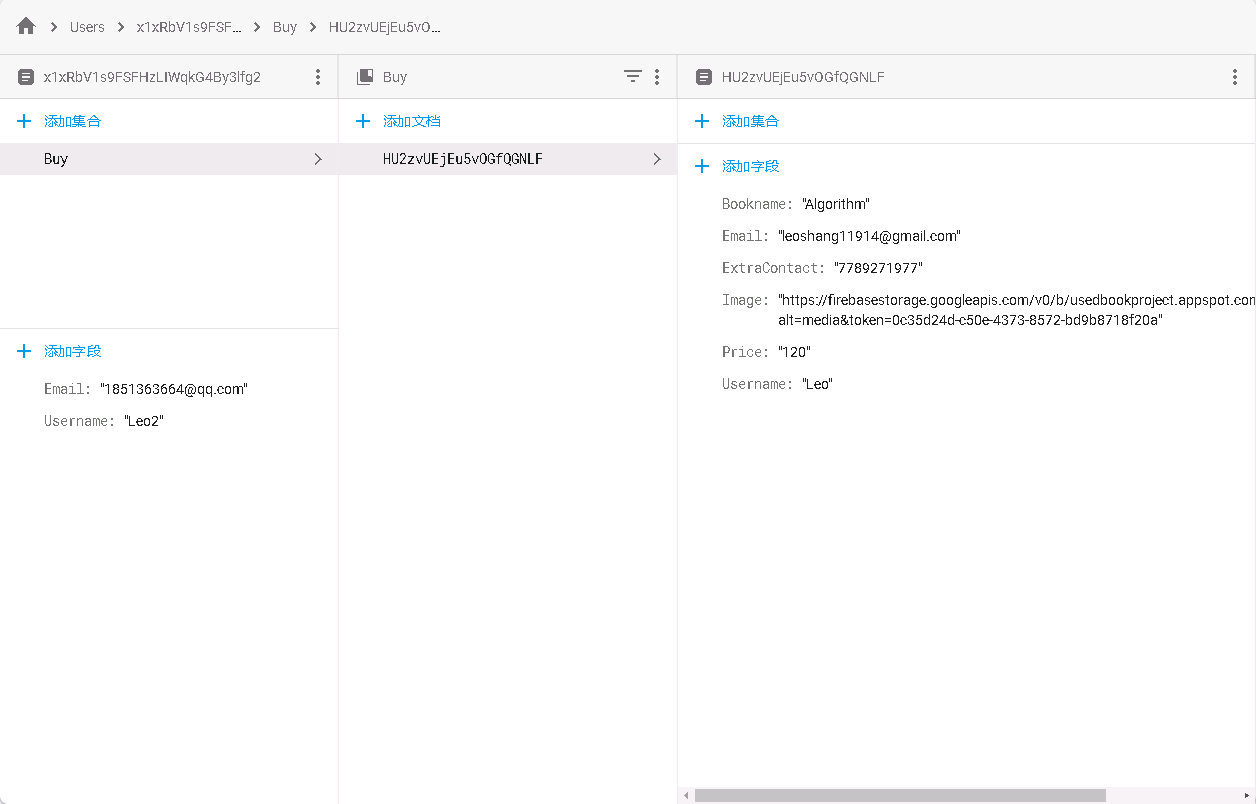 Users
x1xRbV1s9FSF...
Buy
HU2zvUEjEu5vO...
x1xRbV1s9FSFHzLIWqkG4By3lfg2
Buy
HU2zvUEjEu5vOGfQGNLF
添加集合
添加文档
添加集合
Buy
HU2zvUEjEu5vOGfQGNLF
添加字段
Bookname: "Algorithm"
Email: "leoshang11914@gmail.com"
ExtraContact: "7789271977"
Image: "https://firebasestorage.googleapis.com/v0/b/usedbookproject.appspot.con
alt=media&token=0c35d24d-c50e-4373-8572-bd9b8718f20a"
Price: "120"
Username: "Leo"
添加字段
Email: "1851363664@qq.com"
Username: "Leo2"